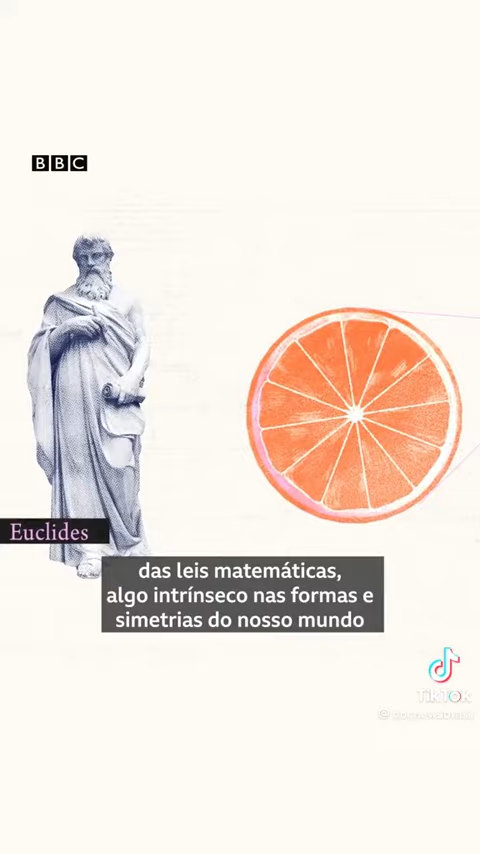 BBC
Euclides
das leis matemáticas,
algo intrínseco nas formas e
simetrias do nosso mundo
TikTok